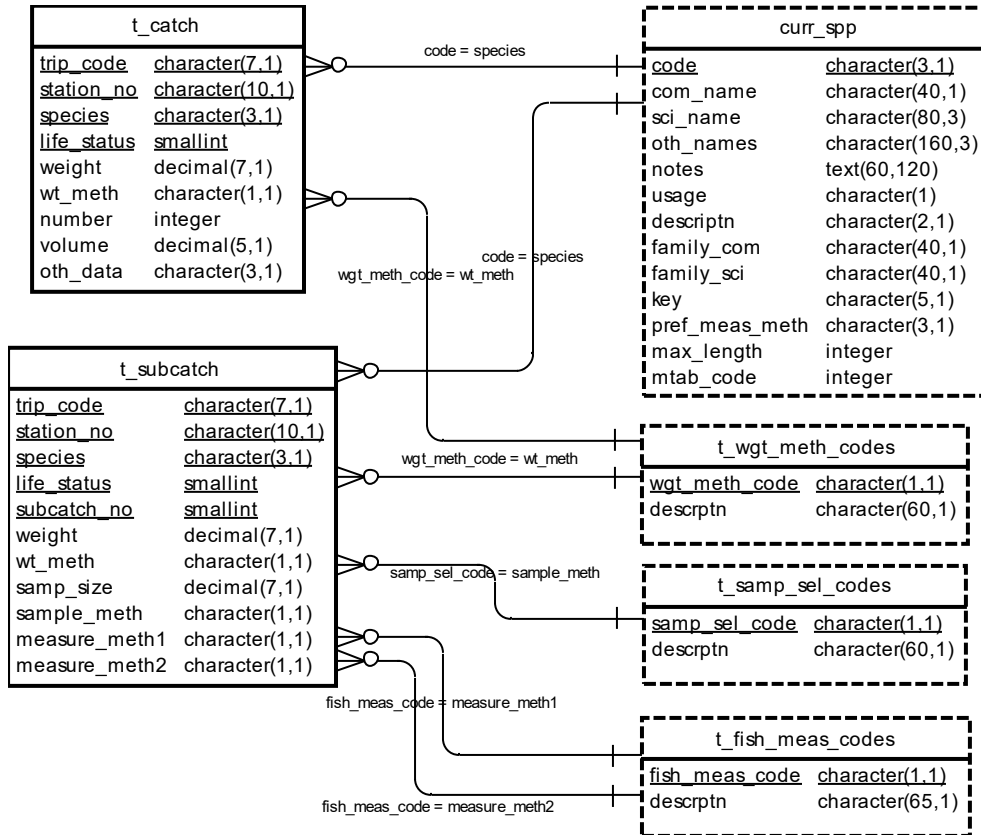 t_catch
trip_code character(7,1)
station_no character(10,1)
species character(3,1)
life_status smallint
weight decimal(7,1)
wt_meth character(1,1)
number integer
volume decimal(5,1)
oth_data character(3,1)
code = species
curr_spp
code character(3,1)
com_name character(40,1)
sci_name character(80,3)
oth_names character(160,3)
notes text(60,120)
usage character(1)
descriptn character(2,1)
family_com character(40,1)
family_sci character(40,1)
key character(5,1)
pref_meas_meth character(3,1)
max_length integer
mtab_code integer
code = species
wgt_meth_code = wt_meth
t_subcatch
trip_code character(7,1)
station_no character(10,1)
species character(3,1)
life_status smallint
subcatch_no smallint
weight decimal(7,1)
wt_meth character(1,1)
samp_size decimal(7,1)
sample_meth character(1,1)
measure_meth1 character(1,1)
measure_meth2 character(1,1)
wgt_meth_code = wt_meth
t_wgt_meth_codes
wgt_meth_code character(1,1)
descrptn character(60,1)
samp_sel_code = sample_meth
t_samp_sel_codes
samp_sel_code character(1,1)
descrptn character(60,1)
fish_meas_code = measure_meth1
t_fish_meas_codes
fish_meas_code character(1,1)
descrptn character(65,1)
fish_meas_code = measure_meth2